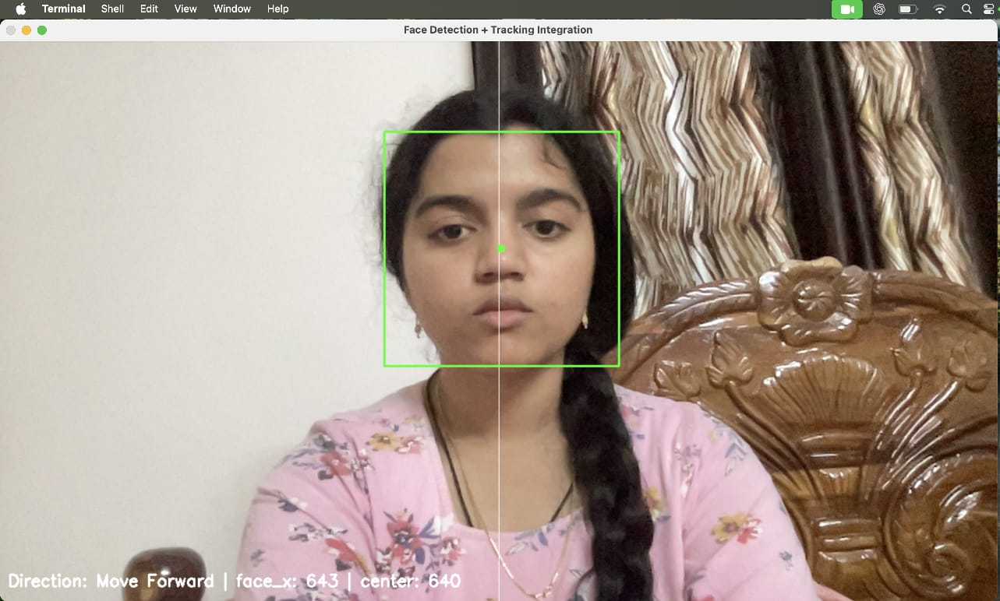 Terminal Shell Edit View Window Help
Face Detection + Tracking Integration
Direction: Move Forward | face_x: 643 | center: 640